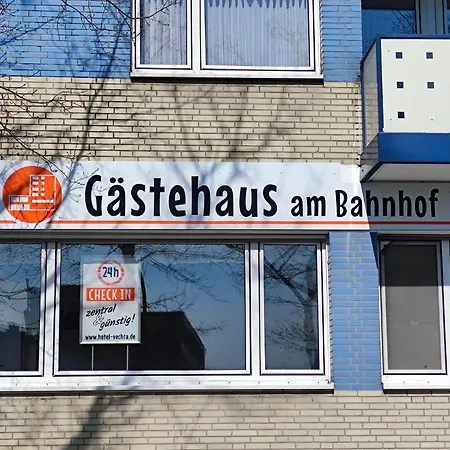 Gästehaus am Bahnhof
24h
CHECK IN
zentral
& günstig!
www.hotel-vechta.de